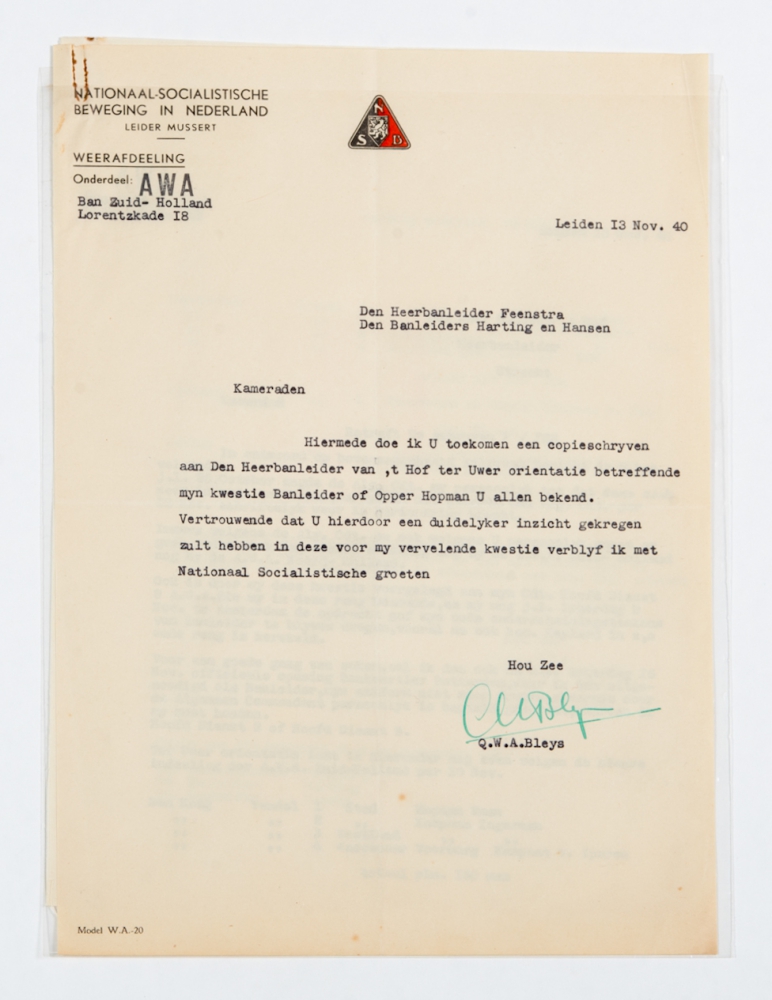 NATIONAAL-SOCIALISTISCHE
BEWEGING IN NEDERLAND
LEIDER MUSSERT
WEERAFDEELING
Onderdeel: AWA
Ban Zuid- Holland
Lorentzkade I8
N
S B.
Leiden I3 Nov. 40
Den Heerbanleider Feenstra
Den Banleiders Harting en Hansen
Kameraden
Hiermede doe ik U toekomen een copieschryven
aan Den Heerbanleider van ,t Hof ter Uwer orientatie betreffende
myn kwestie Banleider of Opper Hopman U allen bekend.
Vertrouwende dat U hierdoor een duidelyker inzicht gekregen
zult hebben in deze voor my vervelende kwestie verblyf ik met
Nationaal Socialistische groeten
Hou Zee
Q.W.A.Bleys
Model W.A.-20